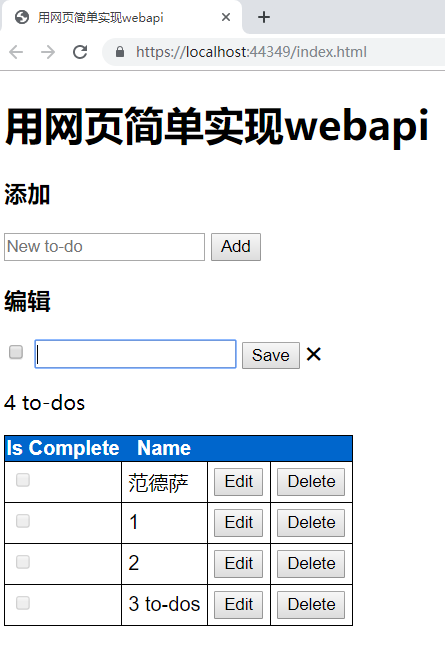 用网页简单实现webapi
https://localhost:44349/index.html
用网页简单实现webapi
添加
New to-do Add
编辑
Save ✕
4 to-dos
Is Complete Name
范德萨 Edit Delete
1 Edit Delete
2 Edit Delete
3 to-dos Edit Delete